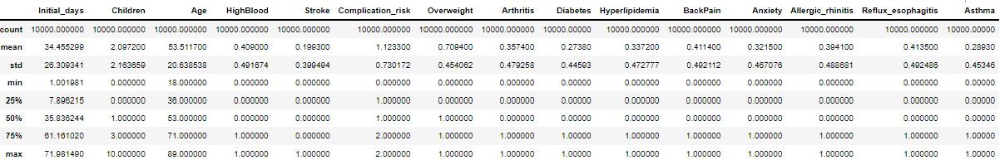 Initial_days Children Age HighBlood Stroke Complication_risk Overweight Arthritis Diabetes Hyperlipidemia BackPain Anxiety Allergic_rhinitis Reflux_esophagitis Asthma
count 10000.000000 10000.000000 10000.000000 10000.000000 10000.000000 10000.000000 10000.000000 10000.000000 10000.00000 10000.000000 10000.000000 10000.000000 10000.000000 10000.000000 10000.00000
mean 34.455299 2.097200 53.511700 0.409000 0.199300 1.123300 0.709400 0.357400 0.27380 0.337200 0.411400 0.321500 0.394100 0.413500 0.28930
std 26.309341 2.163659 20.638538 0.491674 0.399494 0.730172 0.454062 0.479258 0.44593 0.472777 0.492112 0.467076 0.488681 0.492486 0.45346
min 1.001981 0.000000 18.000000 0.000000 0.000000 0.000000 0.000000 0.000000 0.00000 0.000000 0.000000 0.000000 0.000000 0.000000 0.00000
25% 7.896215 0.000000 36.000000 0.000000 0.000000 1.000000 0.000000 0.000000 0.00000 0.000000 0.000000 0.000000 0.000000 0.000000 0.00000
50% 35.836244 1.000000 53.000000 0.000000 0.000000 1.000000 1.000000 0.000000 0.00000 0.000000 0.000000 0.000000 0.000000 0.000000 0.00000
75% 61.161020 3.000000 71.000000 1.000000 0.000000 2.000000 1.000000 1.000000 1.00000 1.000000 1.000000 1.000000 1.000000 1.000000 1.00000
max 71.981490 10.000000 89.000000 1.000000 1.000000 2.000000 1.000000 1.000000 1.00000 1.000000 1.000000 1.000000 1.000000 1.000000 1.00000